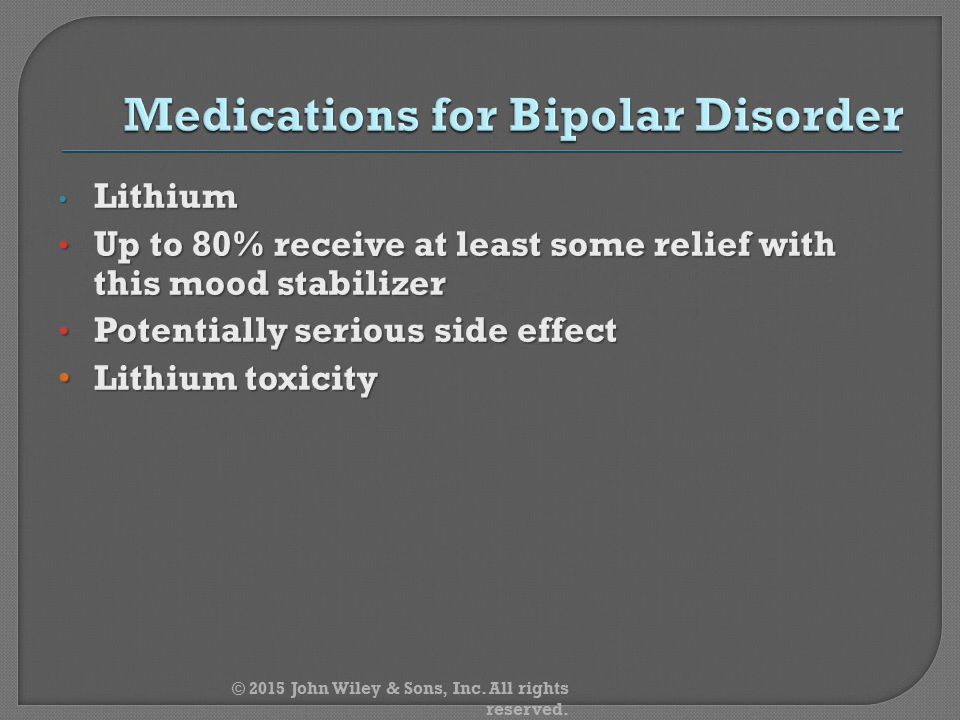 Medications for Bipolar Disorder
• Lithium
• Up to 80% receive at least some relief with
this mood stabilizer
• Potentially serious side effect
• Lithium toxicity
© 2015 John Wiley & Sons, Inc. All rights
reserved.